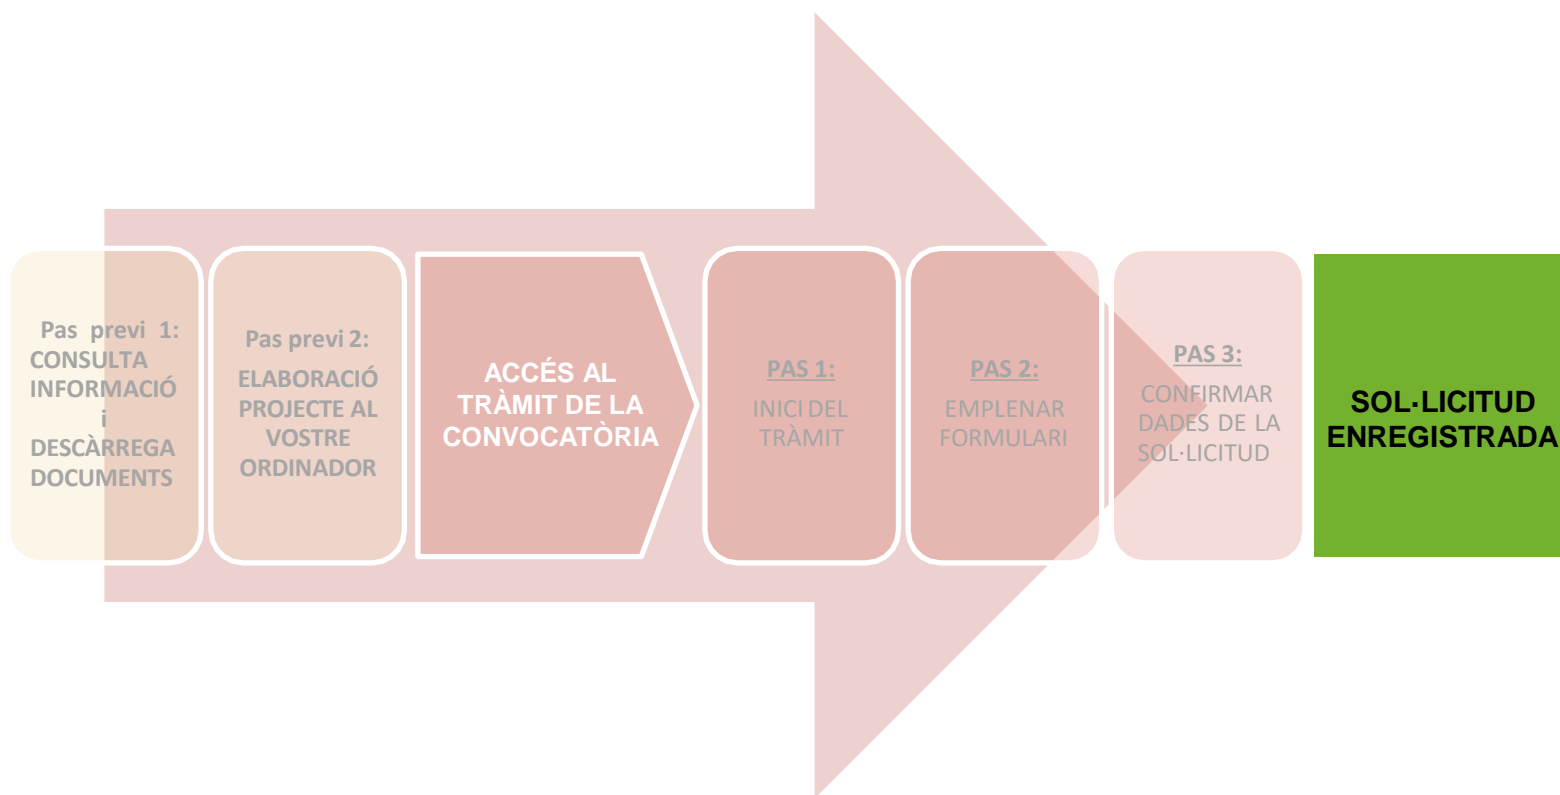 Pas previ 1:
CONSULTA
INFORMACIÓ
i
DESCÀRREGA
DOCUMENTS
Pas previ 2:
ELABORACIÓ
PROJECTE AL
VOSTRE
ORDINADOR
ACCÉS AL
TRÀMIT DE LA
CONVOCATÒRIA
PAS 1:
INICI DEL
TRÀMIT
PAS 2:
EMPLENAR
FORMULARI
PAS 3:
CONFIRMAR
DADES DE LA
SOL·LICITUD
SOL·LICITUD
ENREGISTRADA